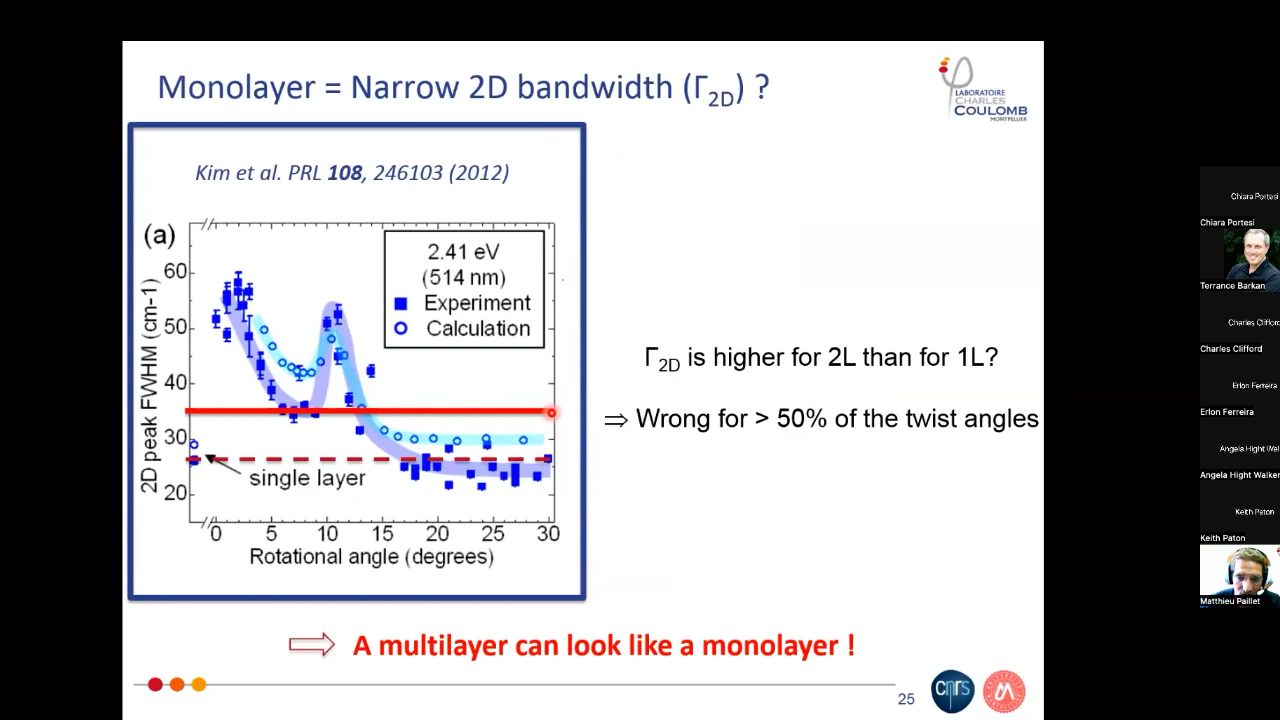 Monolayer = Narrow 2D bandwidth (Γ2D) ?
LABORATOIRE
CHARLES
COULOMB
MONTPELLIER
Kim et al. PRL 108, 246103 (2012)
(a)
2.41 eV
(514 nm)
Experiment
Calculation
2D peak FWHM (cm-1)
60
50
40
30
20
single layer
0 5 10 15 20 25 30
Rotational angle (degrees)
Γ2D is higher for 2L than for 1L?
⇒ Wrong for > 50% of the twist angles
A multilayer can look like a monolayer !
25
cnrs
Chiara Portesi
Chiara Portesi
Terrance Barkan
Charles Clifford
Charles Clifford
Erlon Ferreira
Erlon Ferreira
Angela Hight Wal
Angela Hight Walker
Keith Paton
Keith Paton
Matthieu Paillet